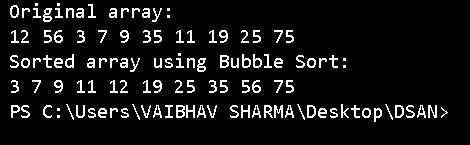 Original array:
12 56 3 7 9 35 11 19 25 75
Sorted array using Bubble Sort:
3 7 9 11 12 19 25 35 56 75
PS C:\Users\VAIBHAV SHARMA\Desktop\DSAN>